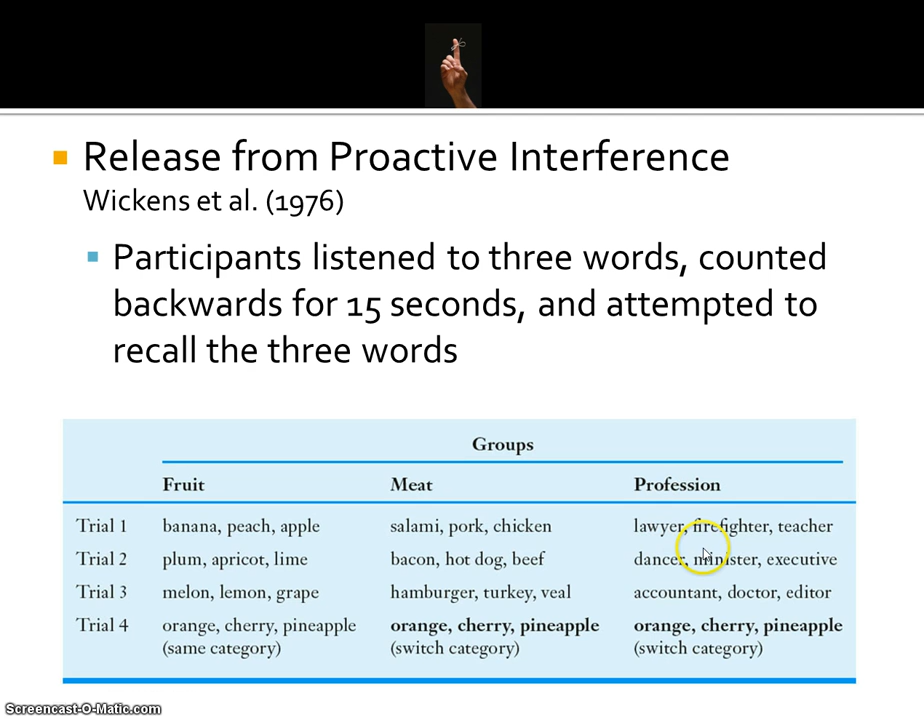 Release from Proactive Interference
Wickens et al. (1976)
Participants listened to three words, counted
backwards for 15 seconds, and attempted to
recall the three words
Groups
Fruit Meat Profession
Trial 1 banana, peach, apple salami, pork, chicken lawyer, firefighter, teacher
Trial 2 plum, apricot, lime bacon, hot dog, beef dancer, minister, executive
Trial 3 melon, lemon, grape hamburger, turkey, veal accountant, doctor, editor
Trial 4 orange, cherry, pineapple orange, cherry, pineapple orange, cherry, pineapple
(same category) (switch category) (switch category)
Screencast-O-Matic.com